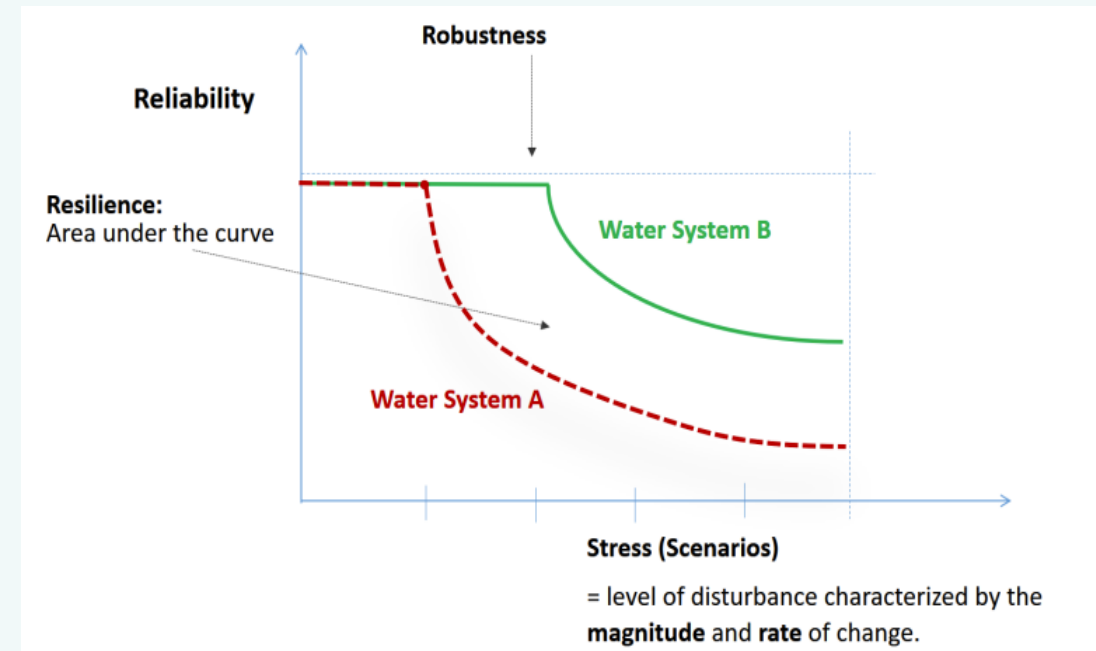 Robustness
Reliability
Resilience:
Area under the curve
Water System B
Water System A
Stress (Scenarios)
= level of disturbance characterized by the
magnitude and rate of change.